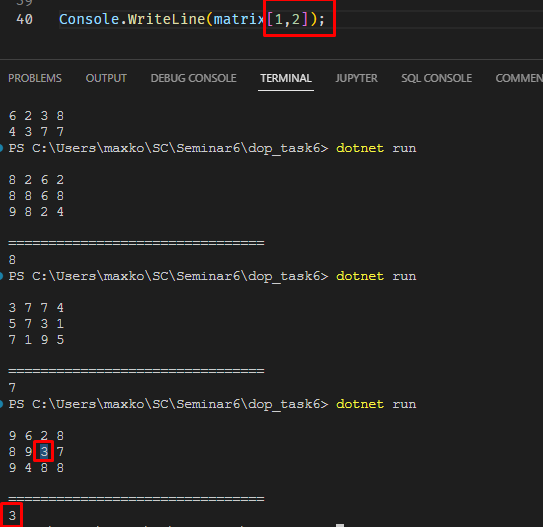 40 Console.WriteLine(matrix[1,2]);
PROBLEMS OUTPUT DEBUG CONSOLE TERMINAL JUPYTER SQL CONSOLE COMMEN
6 2 3 8
4 3 7 7
PS C:\Users\maxko\SC\Seminar6\dop_task6> dotnet run
8 2 6 2
8 8 6 8
9 8 2 4
================================
8
PS C:\Users\maxko\SC\Seminar6\dop_task6> dotnet run
3 7 7 4
5 7 3 1
7 1 9 5
================================
7
PS C:\Users\maxko\SC\Seminar6\dop_task6> dotnet run
9 6 2 8
8 9 3 7
9 4 8 8
================================
3